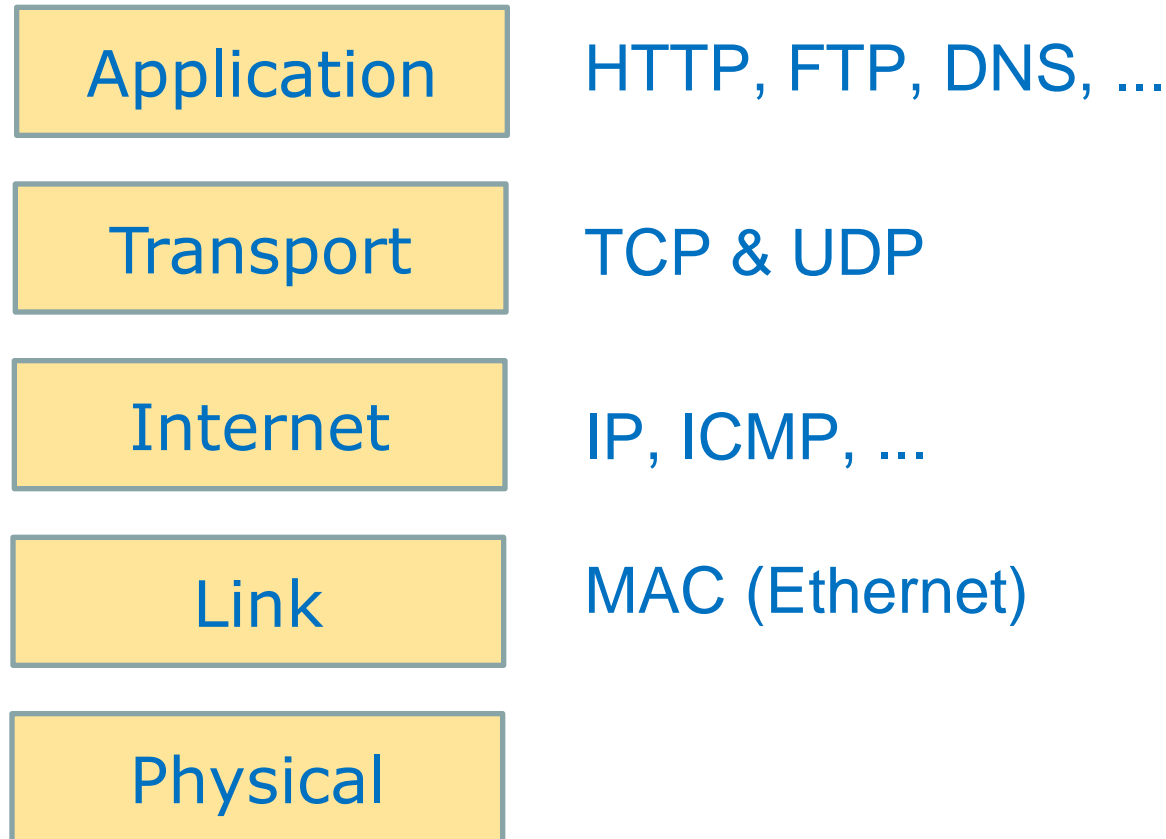 Application HTTP, FTP, DNS, ...
Transport TCP & UDP
Internet IP, ICMP, ...
Link MAC (Ethernet)
Physical